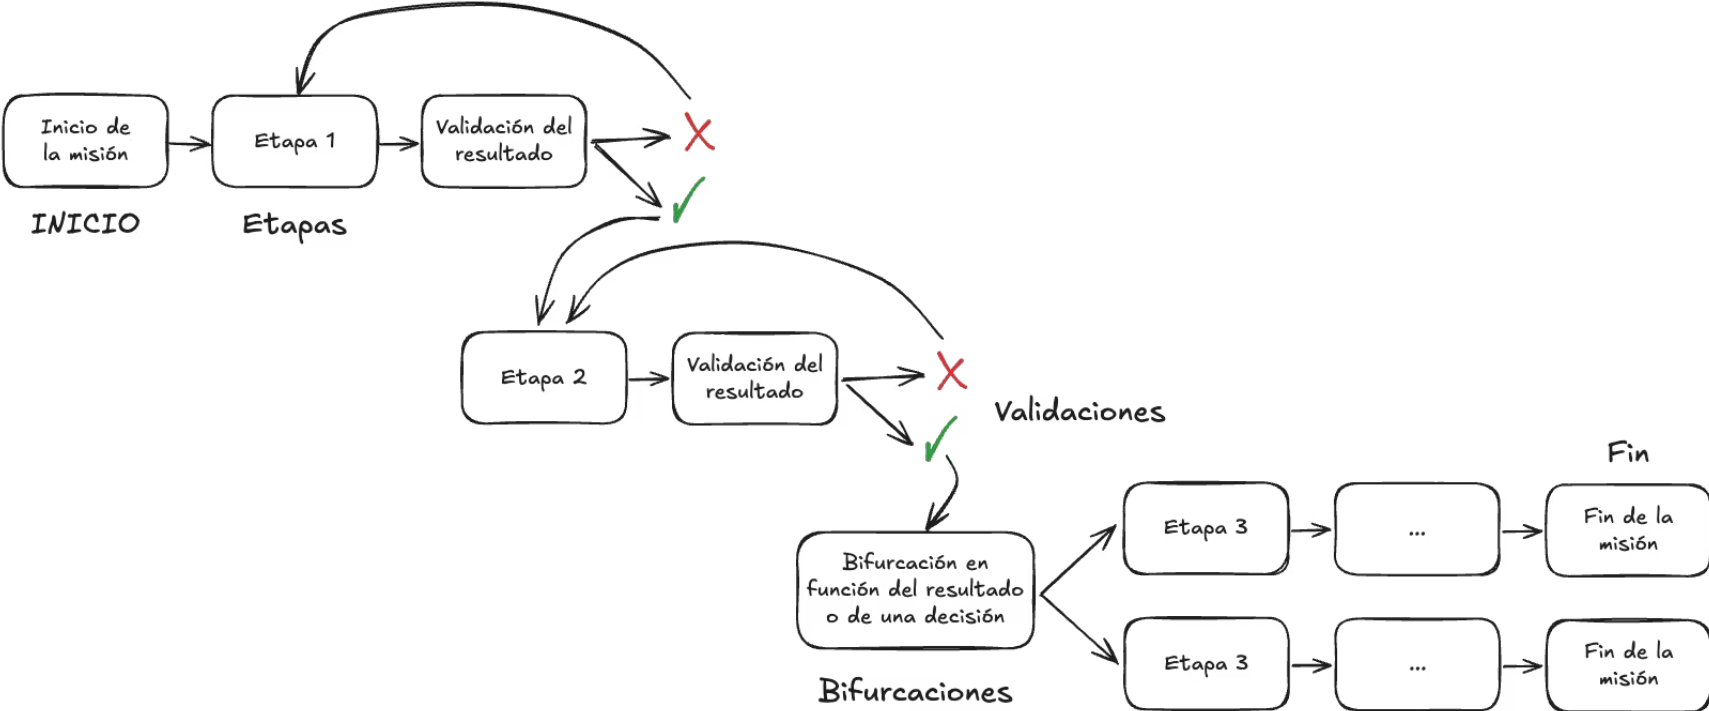 Inicio de
la misión
Etapa 1
Validación del
resultado
INICIO
Etapas
Etapa 2
Validación del
resultado
Validaciones
Bifurcación en
función del resultado
o de una decisión
Bifurcaciones
Fin
Etapa 3
...
Fin de la
misión
Etapa 3
...
Fin de la
misión